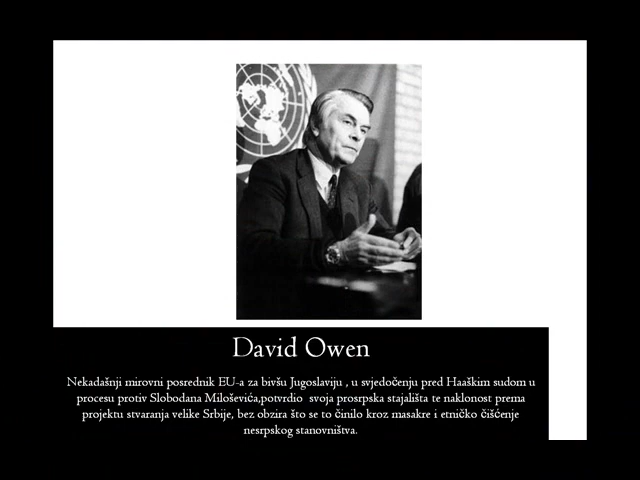 David Owen
Nekadašnji mirovni posrednik EU-a za bivšu Jugoslaviju , u svjedočenju pred Haaškim sudom u
procesu protiv Slobodana Miloševića,potvrdio svoja prosrpska stajališta te naklonost prema
projektu stvaranja velike Srbije, bez obzira što se to činilo kroz masakre i etničko čišćenje
nesrpskog stanovništva.